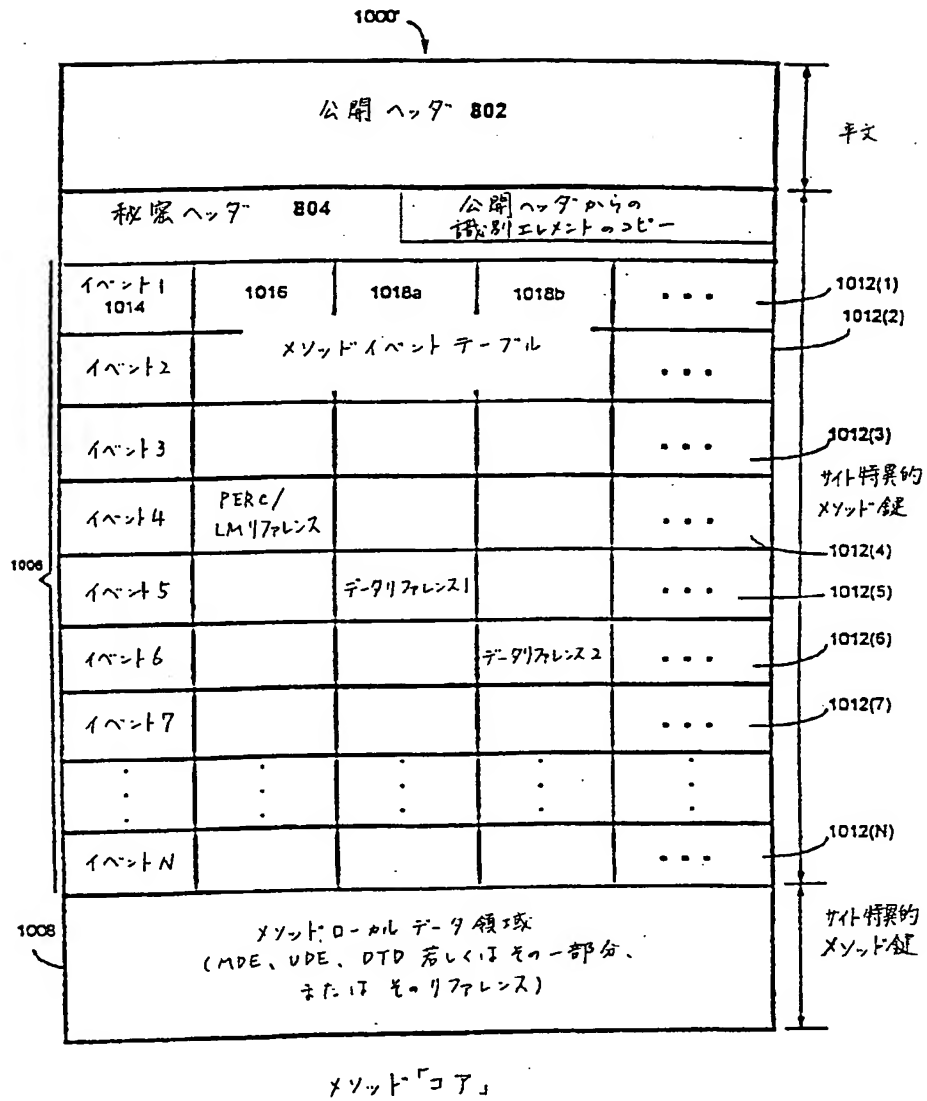 1000'
公開ヘッダ 802
平文
秘密ヘッダ 804
公開ヘッダからの
識別エレメントのコピー
イベント1
1014
1016
1018a
1018b
...
1012(1)
1012(2)
メソッドイベントテーブル
イベント2
...
イベント3
...
1012(3)
サイト特異的
メソッド鍵
イベント4
PERC/
LMリファレンス
...
1012(4)
1006
イベント5
データリファレンス1
...
1012(5)
イベント6
データリファレンス2
...
1012(6)
イベント7
...
1012(7)
イベントN
...
1012(N)
1008
メソッドローカルデータ領域
(MDE、UDE、DTD 若しくはその一部分、
またはそのリファレンス)
サイト特異的
メソッド鍵
メソッド「コア」